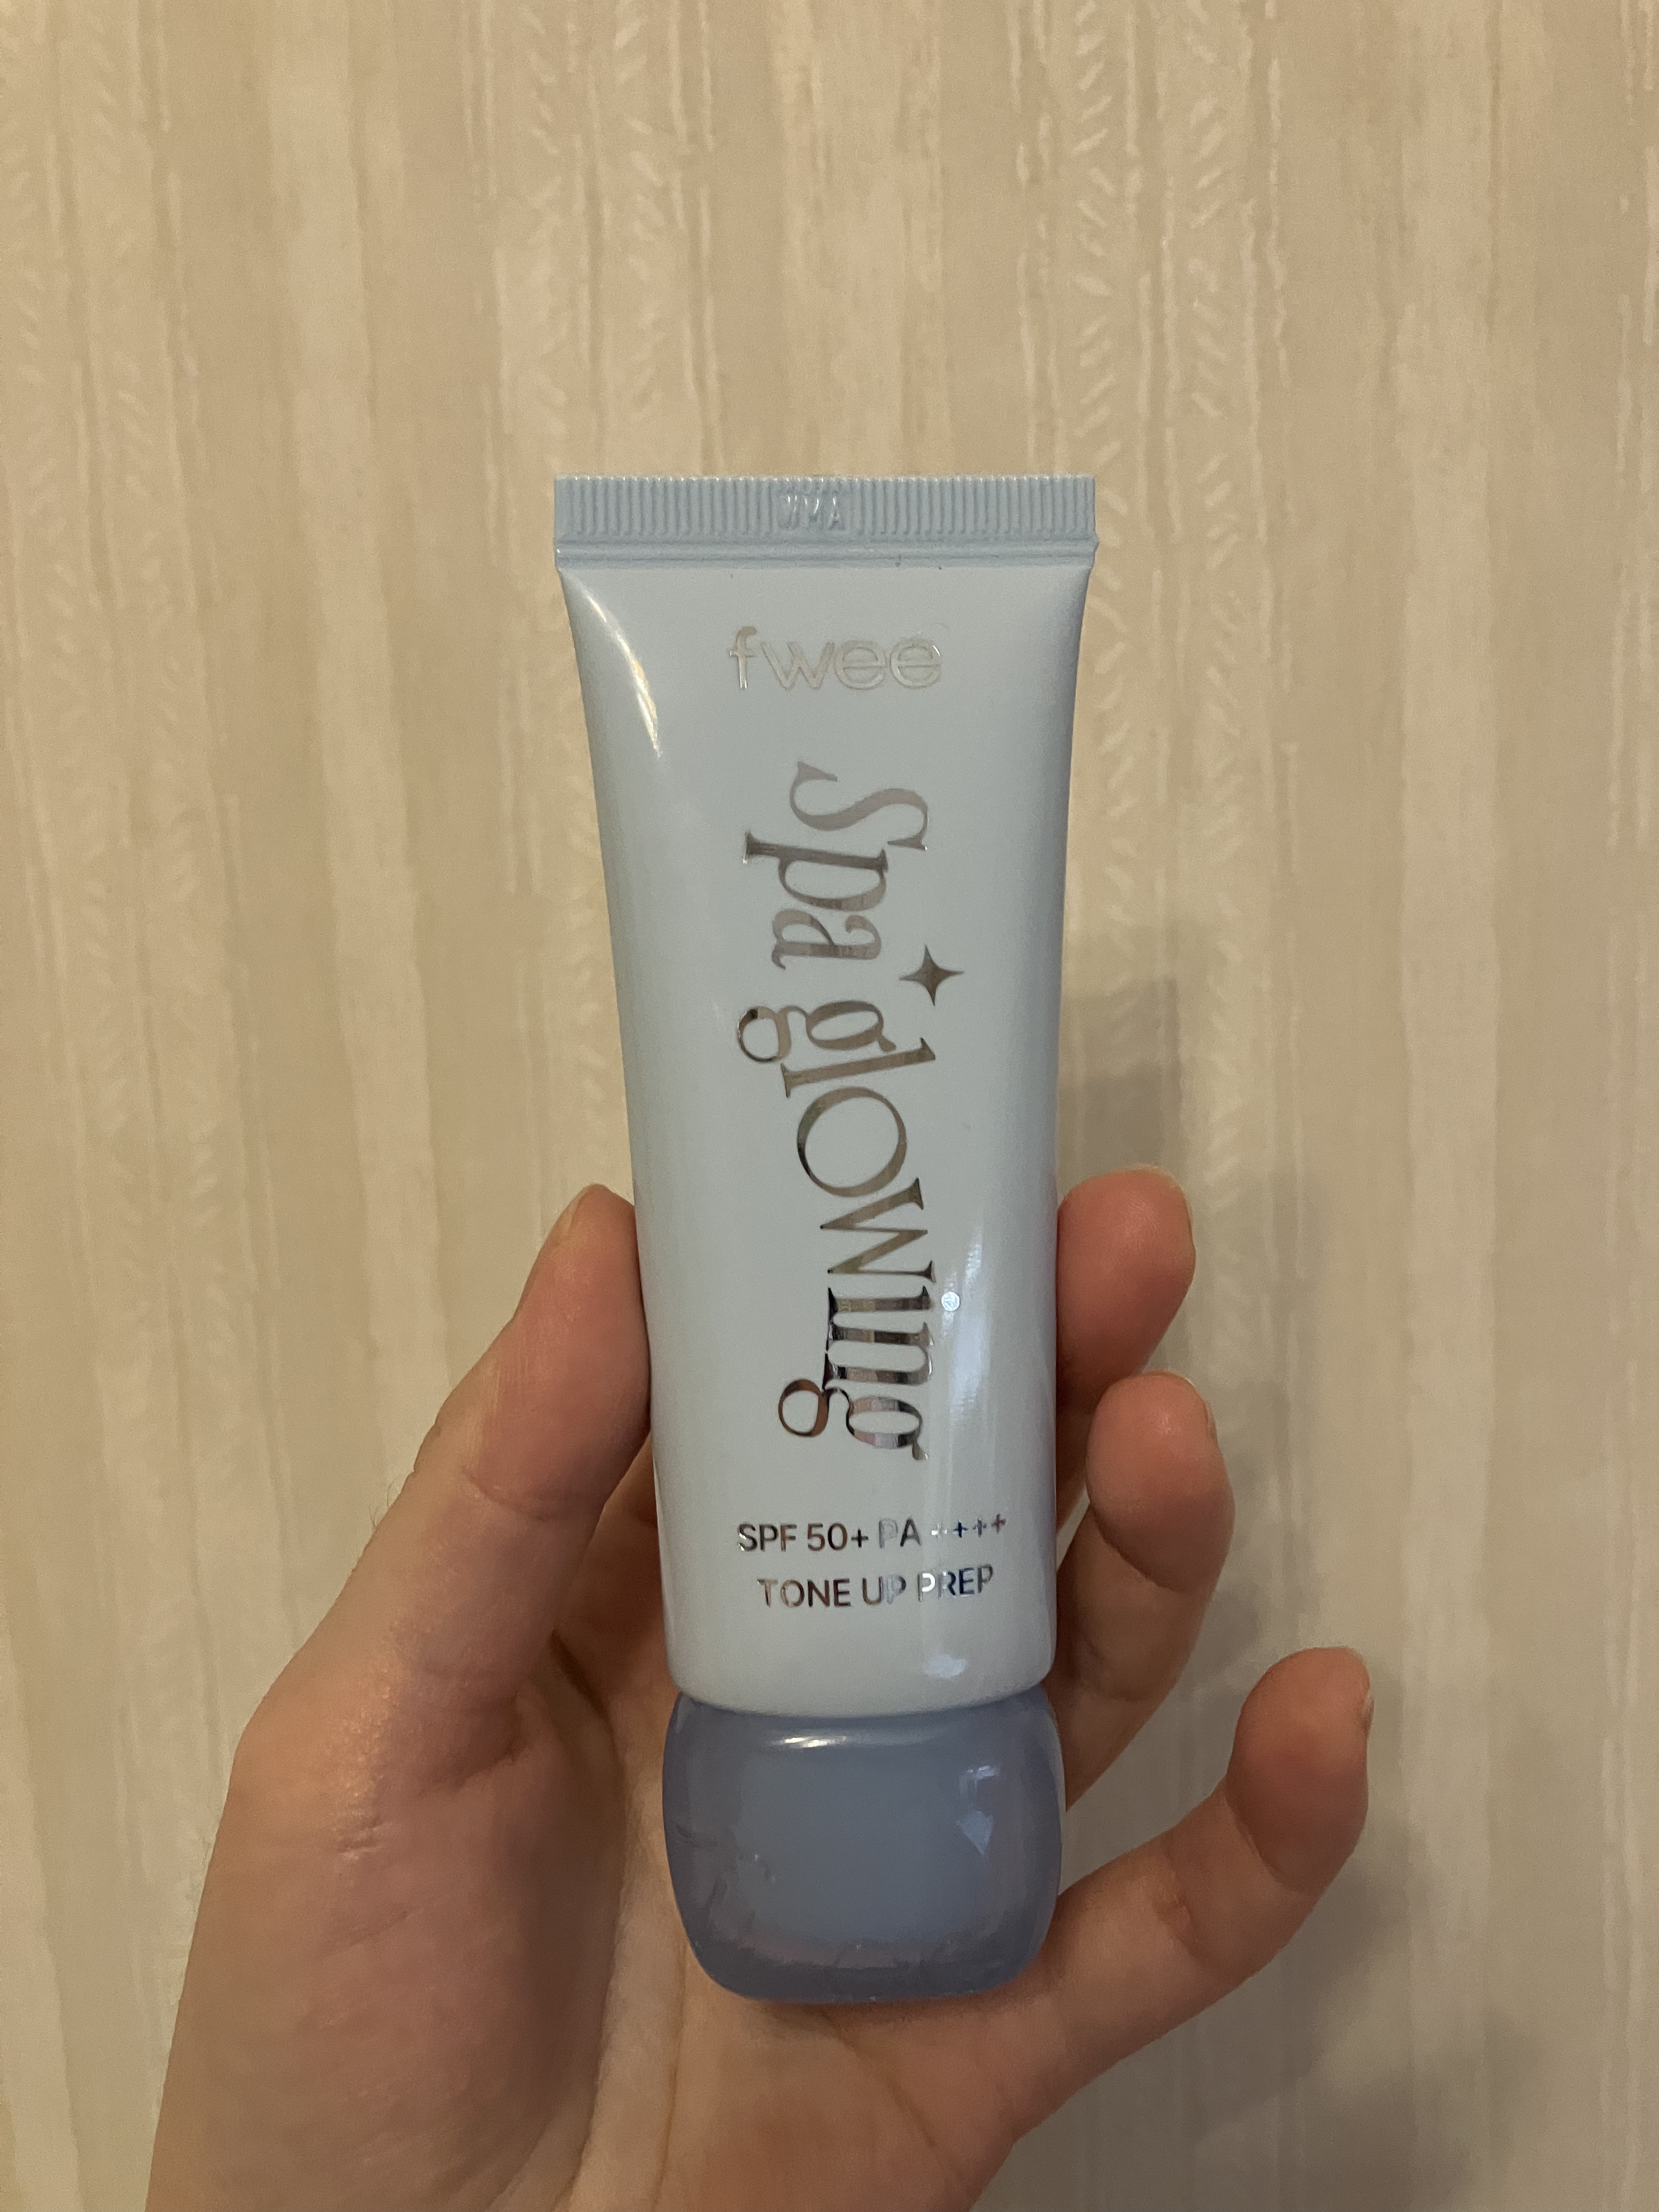 fwee
Spa glowing
SPF 50+ PA ++++
TONE UP PREP